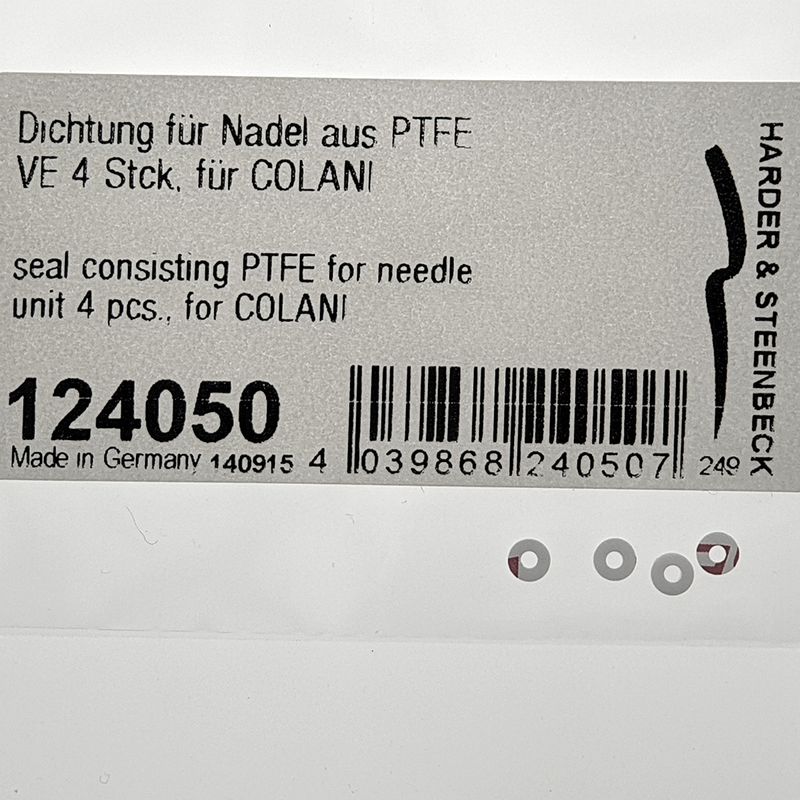 Dichtung für Nadel aus PTFE
VE 4 Stck, für COLANI
seal consisting PTFE for needle
unit 4 pcs., for COLANI
124050
Made in Germany 140915
4 039868 240507
249
HARDER & STEENBECK